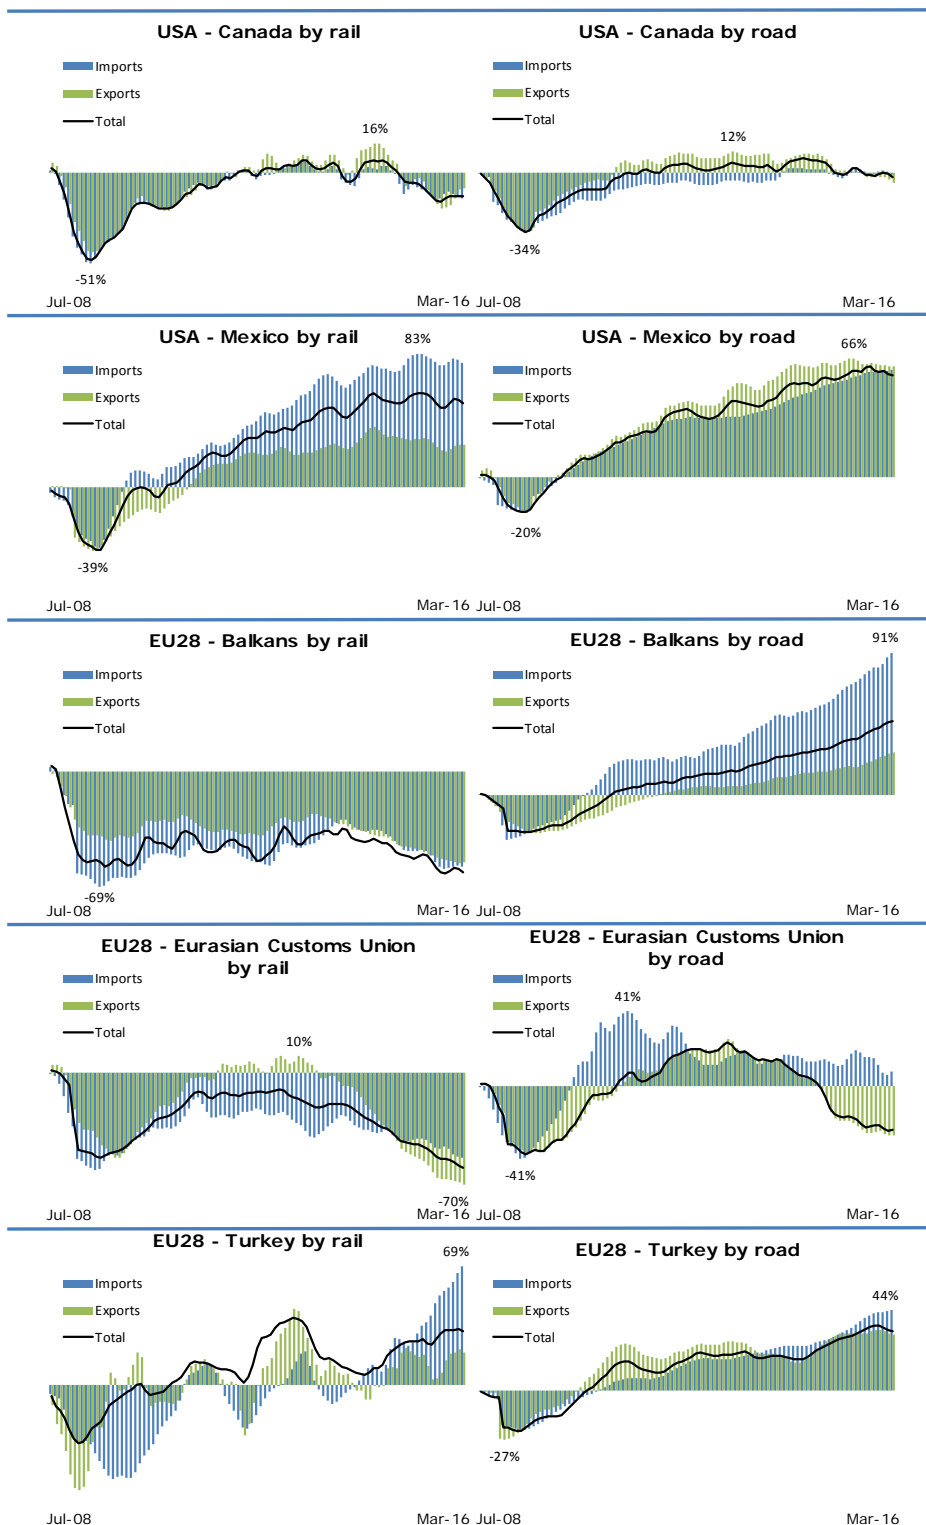 USA - Canada by rail
Imports
Exports
Total
16%
-51%
Jul-08
Mar-16
USA - Canada by road
Imports
Exports
Total
12%
-34%
Jul-08
Mar-16
USA - Mexico by rail
83%
Imports
Exports
Total
-39%
Jul-08
Mar-16
USA - Mexico by road
66%
Imports
Exports
Total
-20%
Jul-08
Mar-16
EU28 - Balkans by rail
Imports
Exports
Total
-69%
Jul-08
Mar-16
EU28 - Balkans by road
91%
Imports
Exports
Total
Jul-08
Mar-16
EU28 - Eurasian Customs Union
by rail
Imports
Exports
Total
10%
-70%
Jul-08
Mar-16
EU28 - Eurasian Customs Union
by road
Imports
Exports
41%
Total
-41%
Jul-08
Mar-16
EU28 - Turkey by rail
69%
Imports
Exports
Total
Jul-08
Mar-16
EU28 - Turkey by road
Imports
44%
Exports
Total
-27%
Jul-08
Mar-16